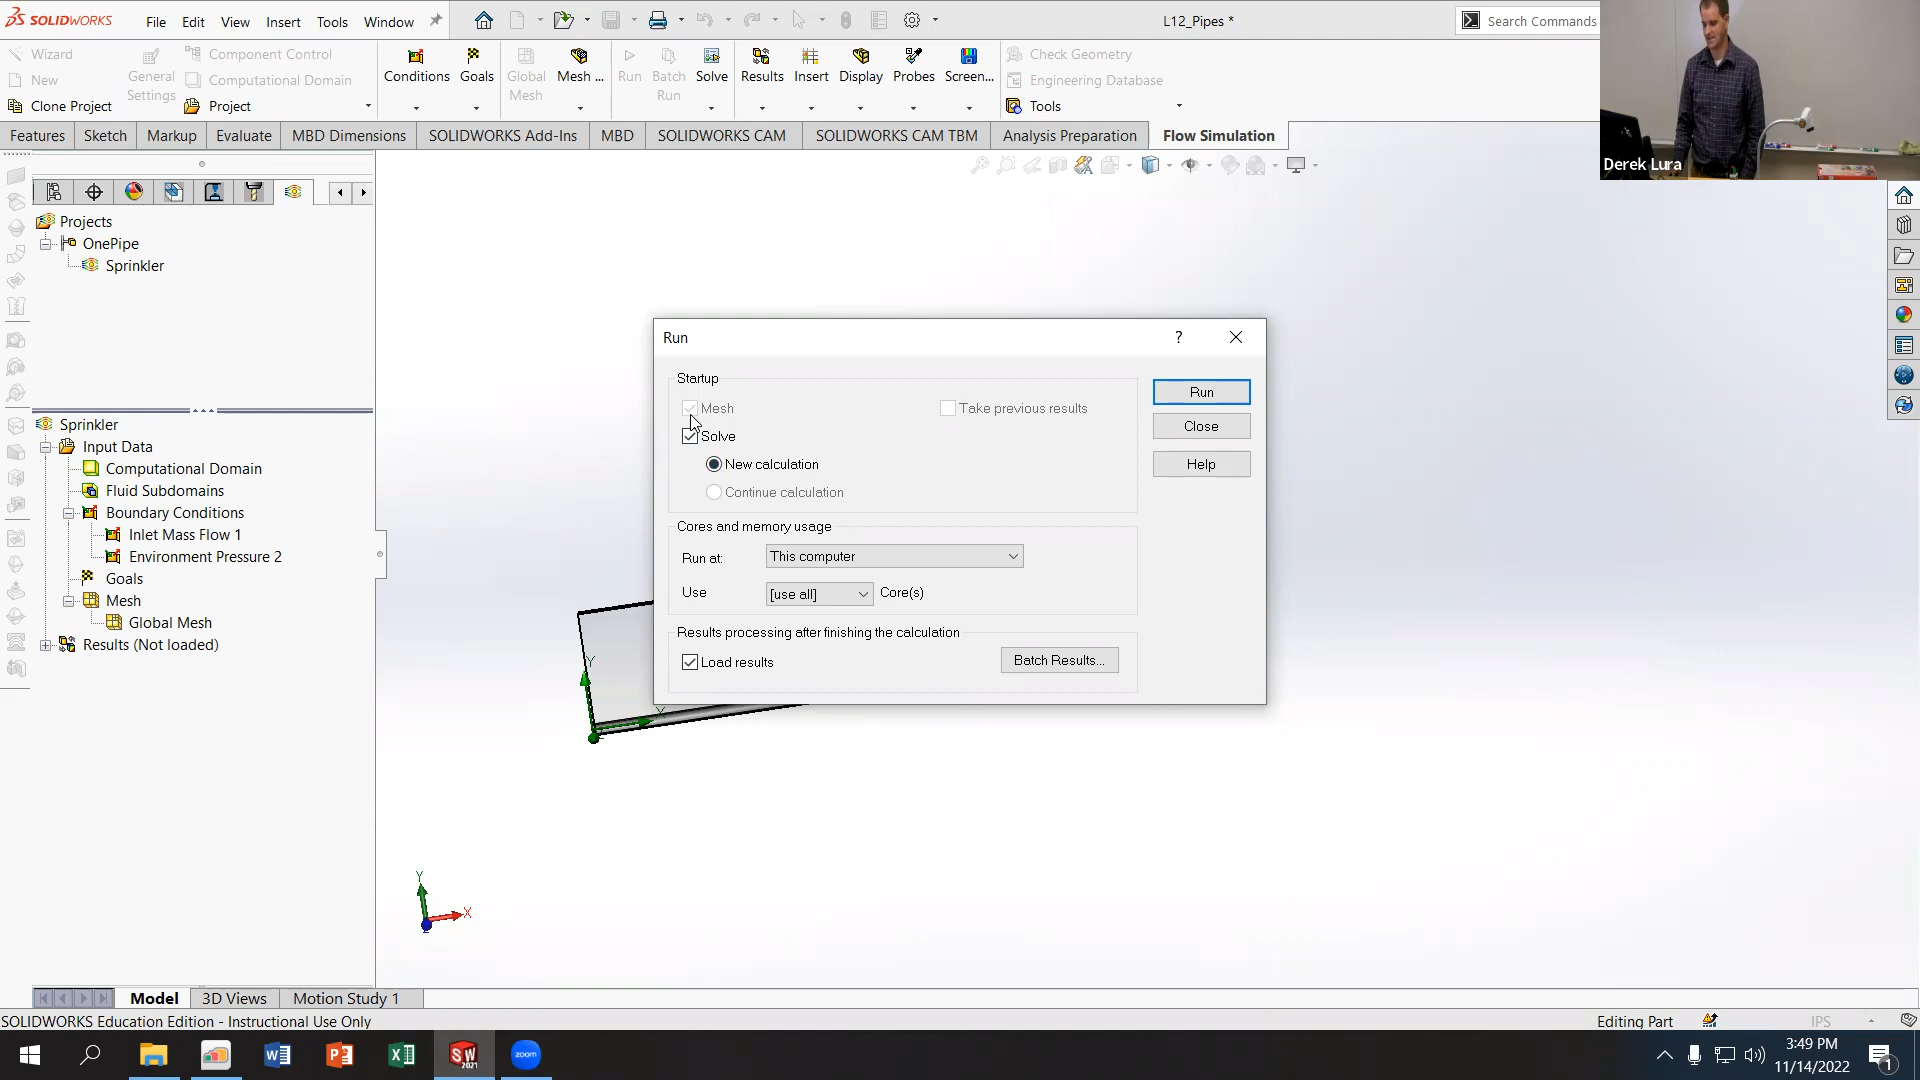 SOLIDWORKS
File Edit View Insert Tools Window
L12_Pipes *
Search Commands
Wizard
New
Clone Project
General Settings
Component Control
Computational Domain
Project
Conditions
Goals
Global Mesh
Mesh ...
Run
Batch Run
Solve
Results
Insert
Display
Probes
Screen...
Check Geometry
Engineering Database
Tools
Features Sketch Markup Evaluate MBD Dimensions SOLIDWORKS Add-Ins MBD SOLIDWORKS CAM SOLIDWORKS CAM TBM Analysis Preparation Flow Simulation
Derek Lura
Projects
OnePipe
Sprinkler
Sprinkler
Input Data
Computational Domain
Fluid Subdomains
Boundary Conditions
Inlet Mass Flow 1
Environment Pressure 2
Goals
Mesh
Global Mesh
Results (Not loaded)
Run
?
Startup
Mesh
Take previous results
Solve
New calculation
Continue calculation
Run
Close
Help
Cores and memory usage
Run at: This computer
Use [use all] Core(s)
Results processing after finishing the calculation
Load results
Batch Results...
Y
Y
X
Model 3D Views Motion Study 1
SOLIDWORKS Education Edition - Instructional Use Only
Editing Part
IPS
SW 2021
zoom
3:49 PM
11/14/2022
1